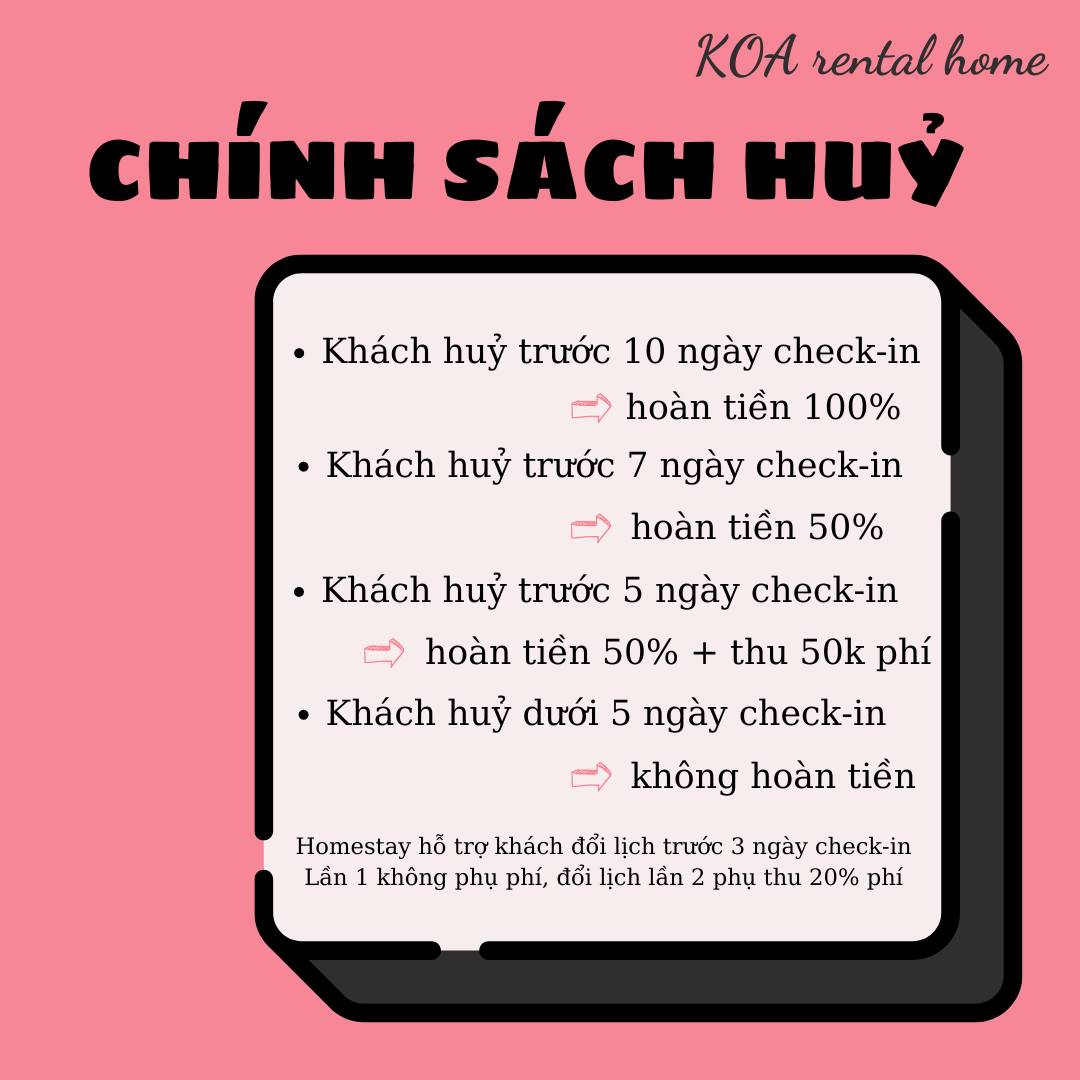 KOA rental home
CHÍNH SÁCH HUỶ
• Khách huỷ trước 10 ngày check-in
hoàn tiền 100%
• Khách huỷ trước 7 ngày check-in
hoàn tiền 50%
• Khách huỷ trước 5 ngày check-in
hoàn tiền 50% + thu 50k phí
• Khách huỷ dưới 5 ngày check-in
không hoàn tiền
Homestay hỗ trợ khách đổi lịch trước 3 ngày check-in
Lần 1 không phụ phí, đổi lịch lần 2 phụ thu 20% phí